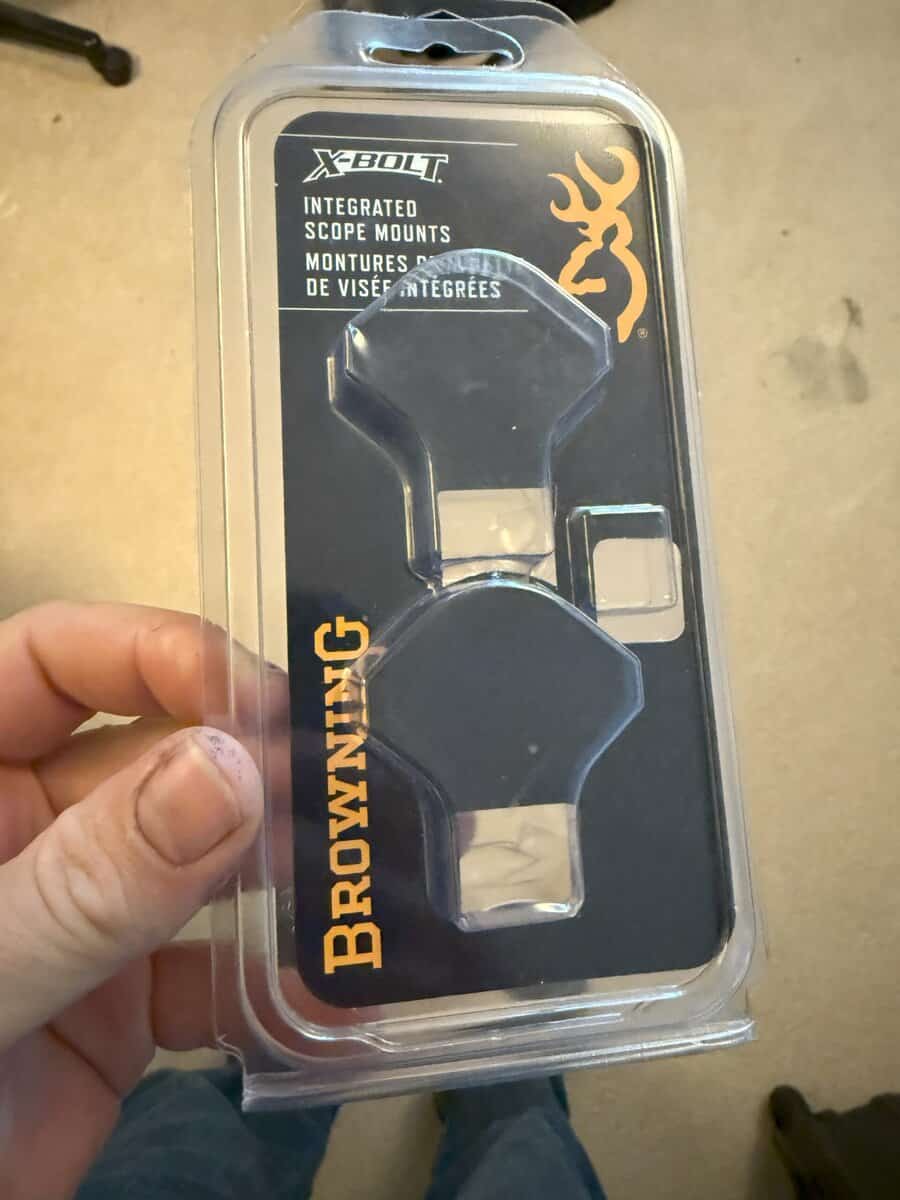 X-BOLT.
INTEGRATED
SCOPE MOUNTS
MONTURES
DE VISÉE INTÉGRÉES
®
BROWNING